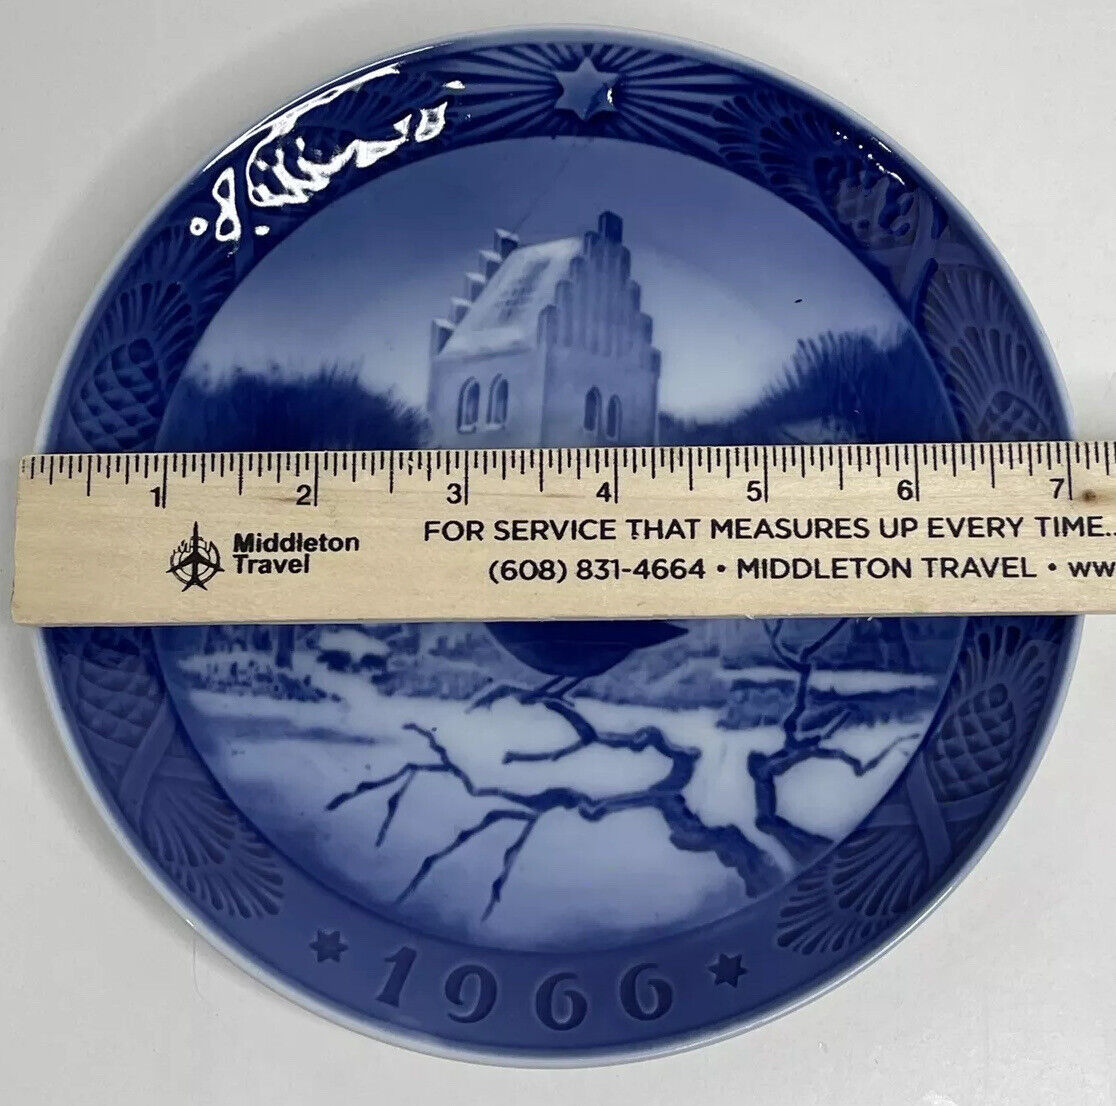 1 2 3 4 5 6 7
Middleton
Travel
FOR SERVICE THAT MEASURES UP EVERY TIME...
(608) 831-4664 • MIDDLETON TRAVEL • ww
1966